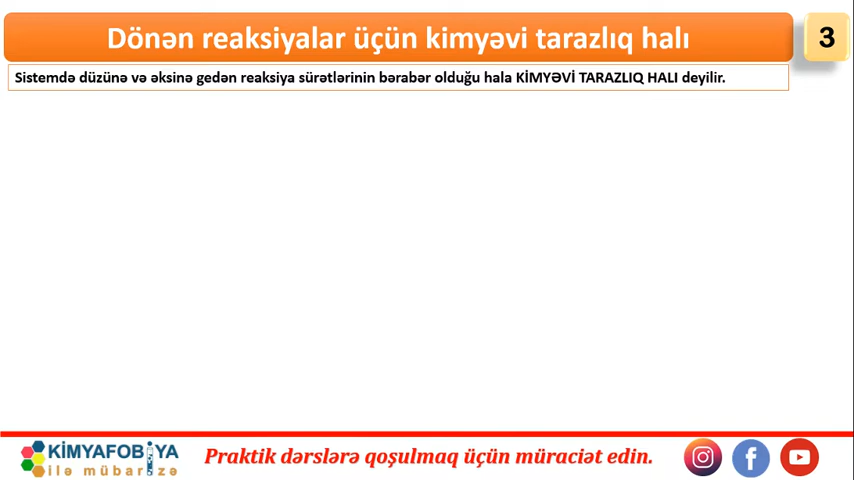 Dönən reaksiyalar üçün kimyəvi tarazlıq halı
3
Sistemdə düzünə və əksinə gedən reaksiya sürətlərinin bərabər olduğu hala KİMYƏVİ TARAZLIQ HALI deyilir.
KİMYAFOBİYA
ilə mübarizə
Praktik dərslərə qoşulmaq üçün müraciət edin.